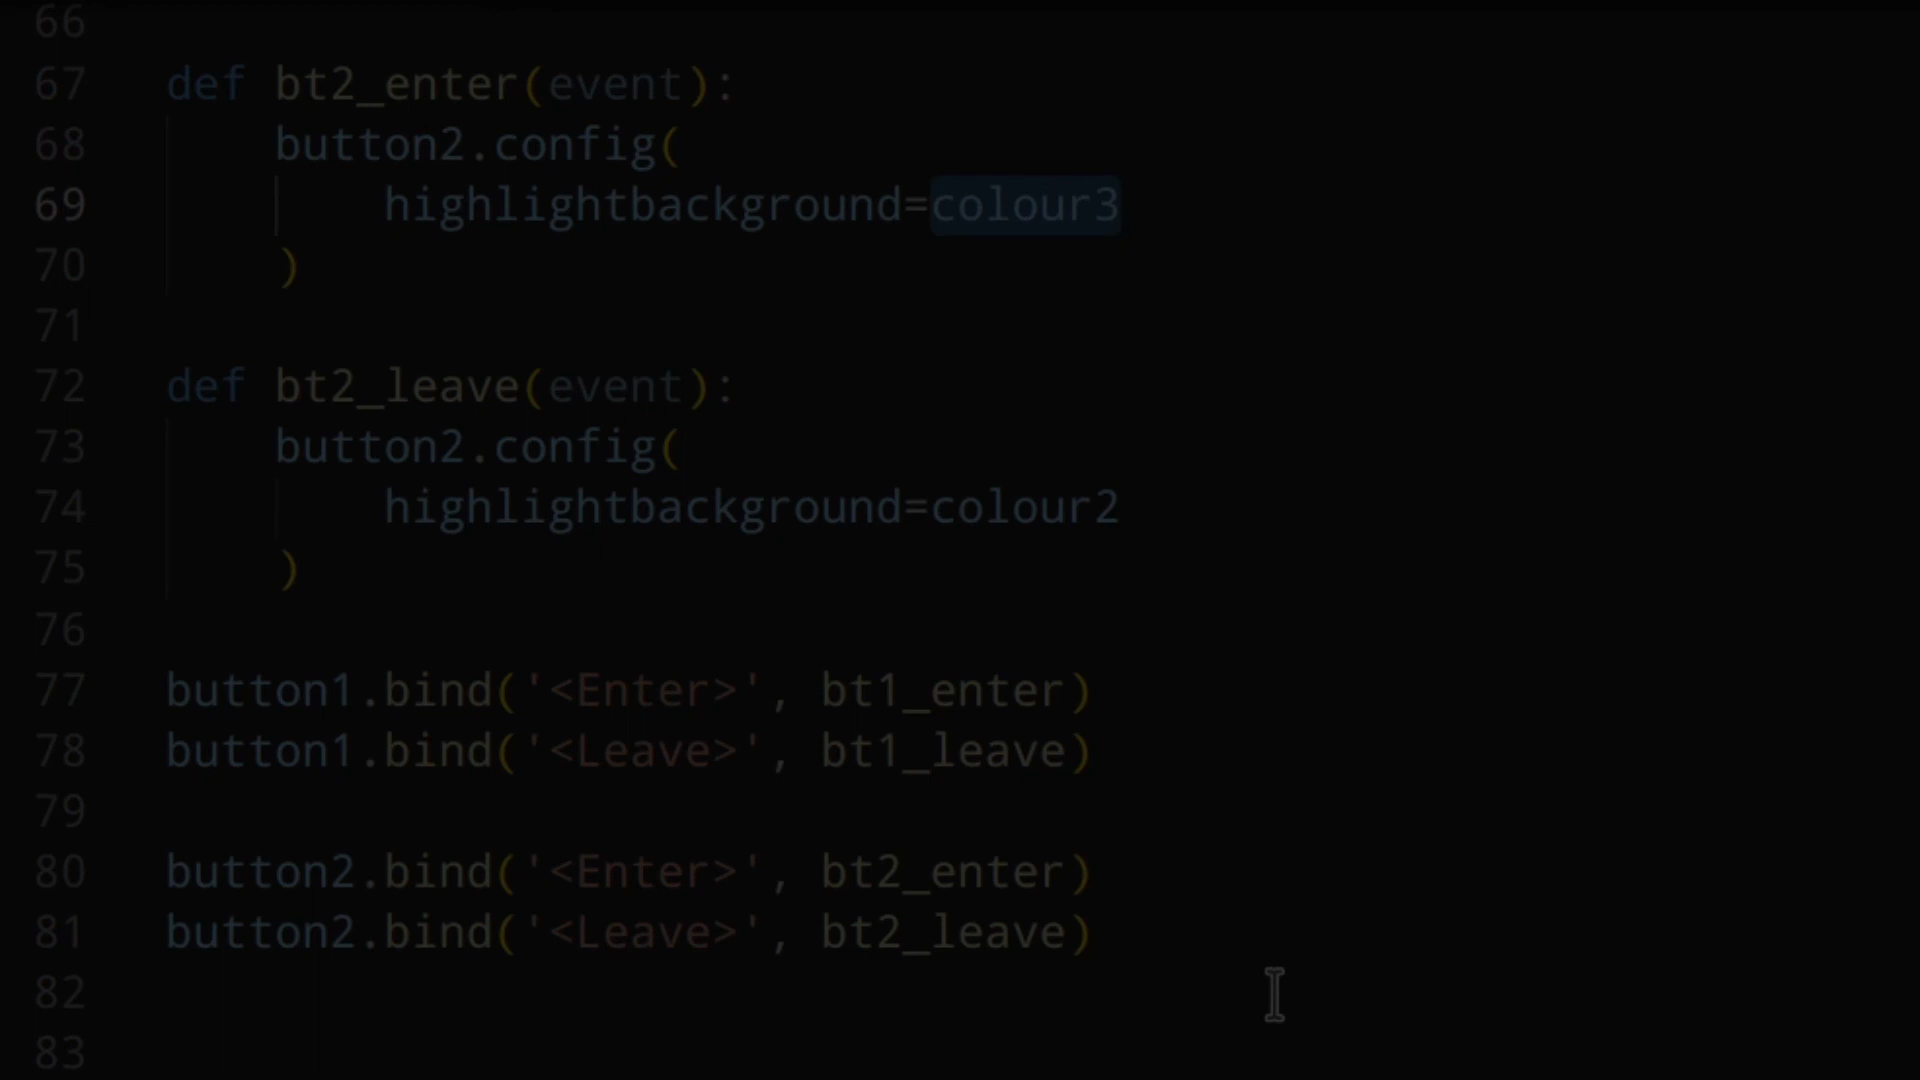 66
67 def bt2_enter(event):
68 button2.config(
69 highlightbackground=colour3
70 )
71
72 def bt2_leave(event):
73 button2.config(
74 highlightbackground=colour2
75 )
76
77 button1.bind('<Enter>', bt1_enter)
78 button1.bind('<Leave>', bt1_leave)
79
80 button2.bind('<Enter>', bt2_enter)
81 button2.bind('<Leave>', bt2_leave)
82
83